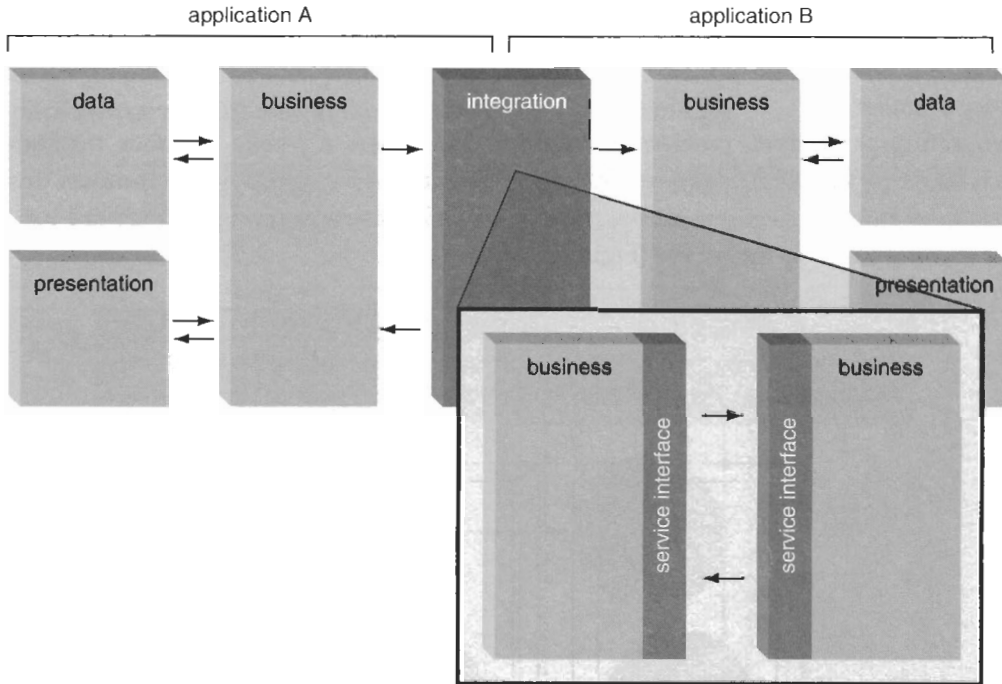 application A
application B
data
business
integration
business
data
presentation
presentation
business
service interface
service interface
business